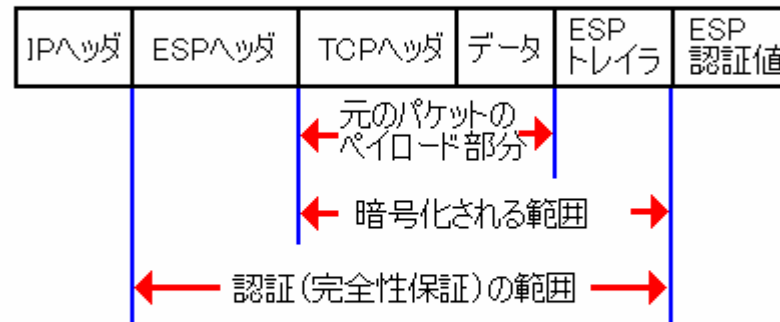 IPヘッダ
ESPヘッダ
TCPヘッダ
データ
ESP
トレイラ
ESP
認証値
元のパケットの
ペイロード部分
暗号化される範囲
認証(完全性保証)の範囲